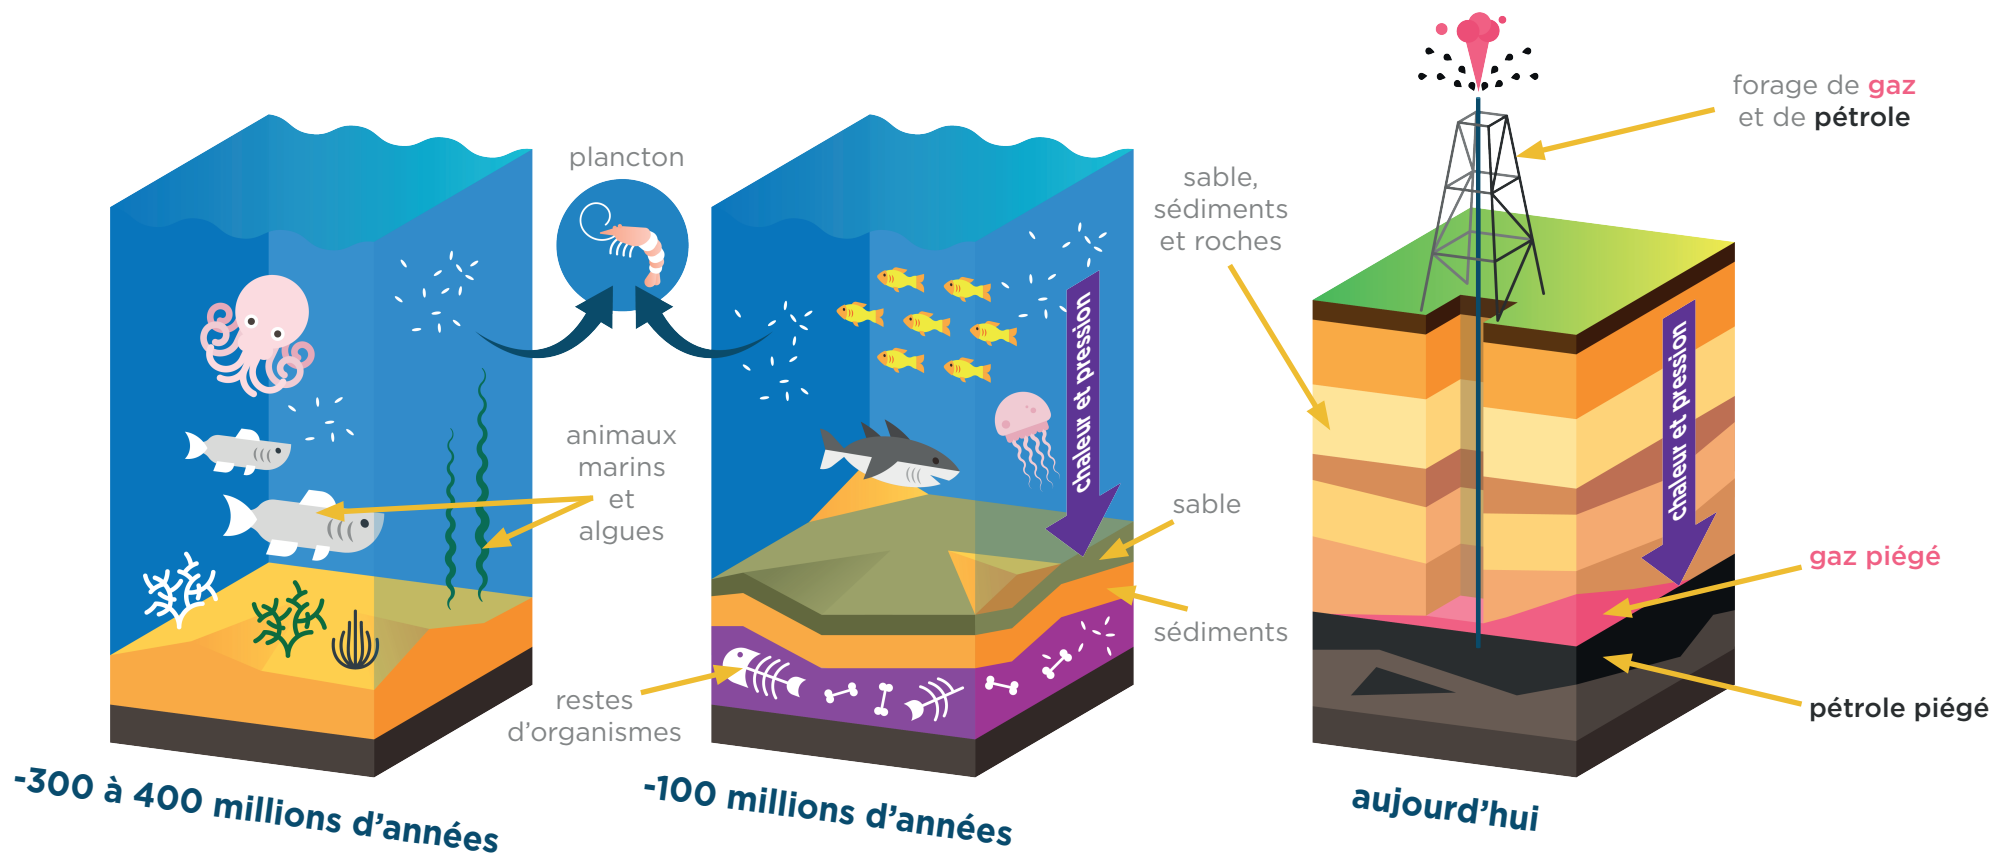 plancton
animaux
marins
et
algues
-300 à 400 millions d'années
restes
d'organismes
chaleur et pression
sable
sédiments
-100 millions d'années
sable,
sédiments
et roches
forage de gaz
et de pétrole
chaleur et pression
gaz piégé
pétrole piégé
aujourd'hui